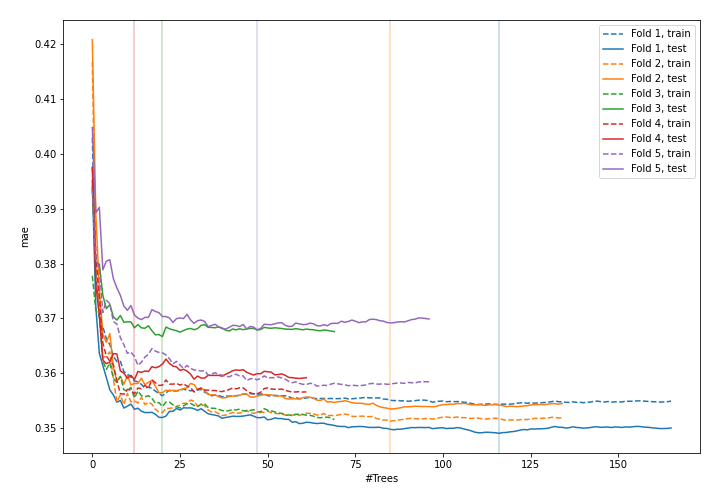 0.42
0.41
0.40
0.39
0.38
0.37
0.36
0.35
mae
0
25
50
75
100
125
150
#Trees
Fold 1, train
Fold 1, test
Fold 2, train
Fold 2, test
Fold 3, train
Fold 3, test
Fold 4, train
Fold 4, test
Fold 5, train
Fold 5, test